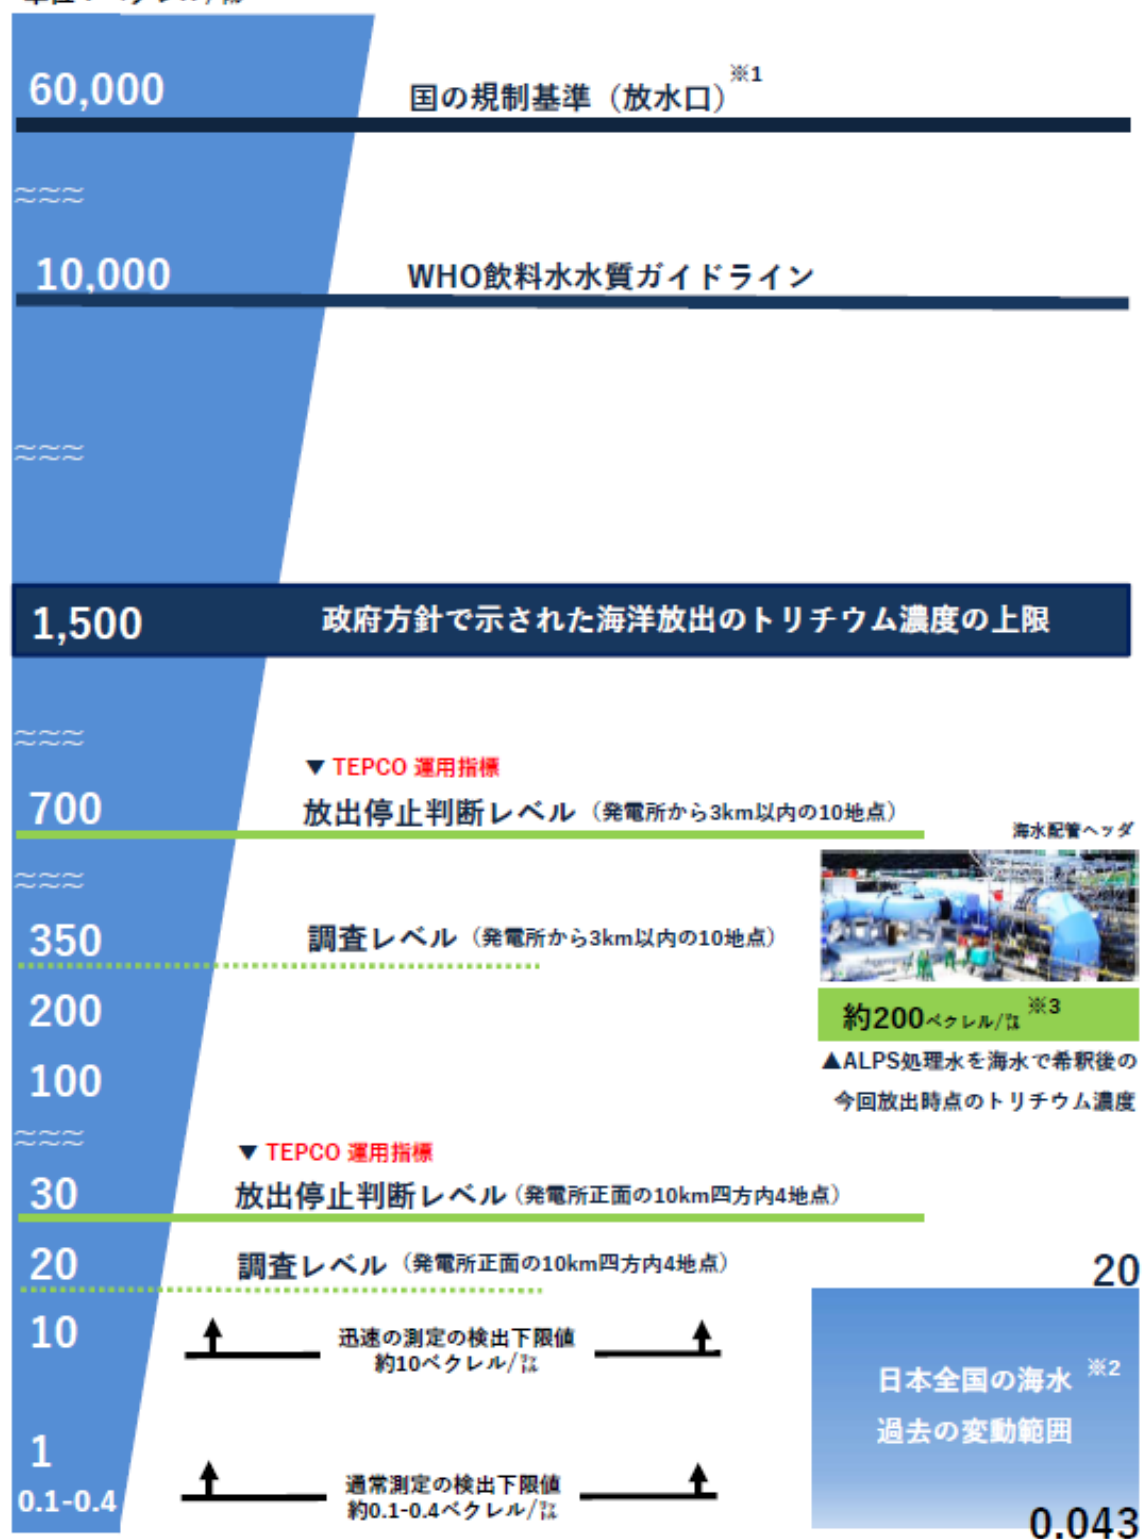 60,000
国の規制基準（放水口）※1
≈≈≈
10,000
WHO飲料水水質ガイドライン
≈≈≈
1,500
政府方針で示された海洋放出のトリチウム濃度の上限
≈≈≈
▼ TEPCO 運用指標
700
放出停止判断レベル（発電所から3km以内の10地点）
海水配管ヘッダ
≈≈≈
350
調査レベル（発電所から3km以内の10地点）
200
約200ベクレル/㍑ ※3
▲ALPS処理水を海水で希釈後の
今回放出時点のトリチウム濃度
100
≈≈≈
▼ TEPCO 運用指標
30
放出停止判断レベル（発電所正面の10km四方内4地点）
20
調査レベル（発電所正面の10km四方内4地点）
20
10
迅速の測定の検出下限値
約10ベクレル/㍑
日本全国の海水 ※2
過去の変動範囲
1
0.1-0.4
通常測定の検出下限値
約0.1-0.4ベクレル/㍑
0.043